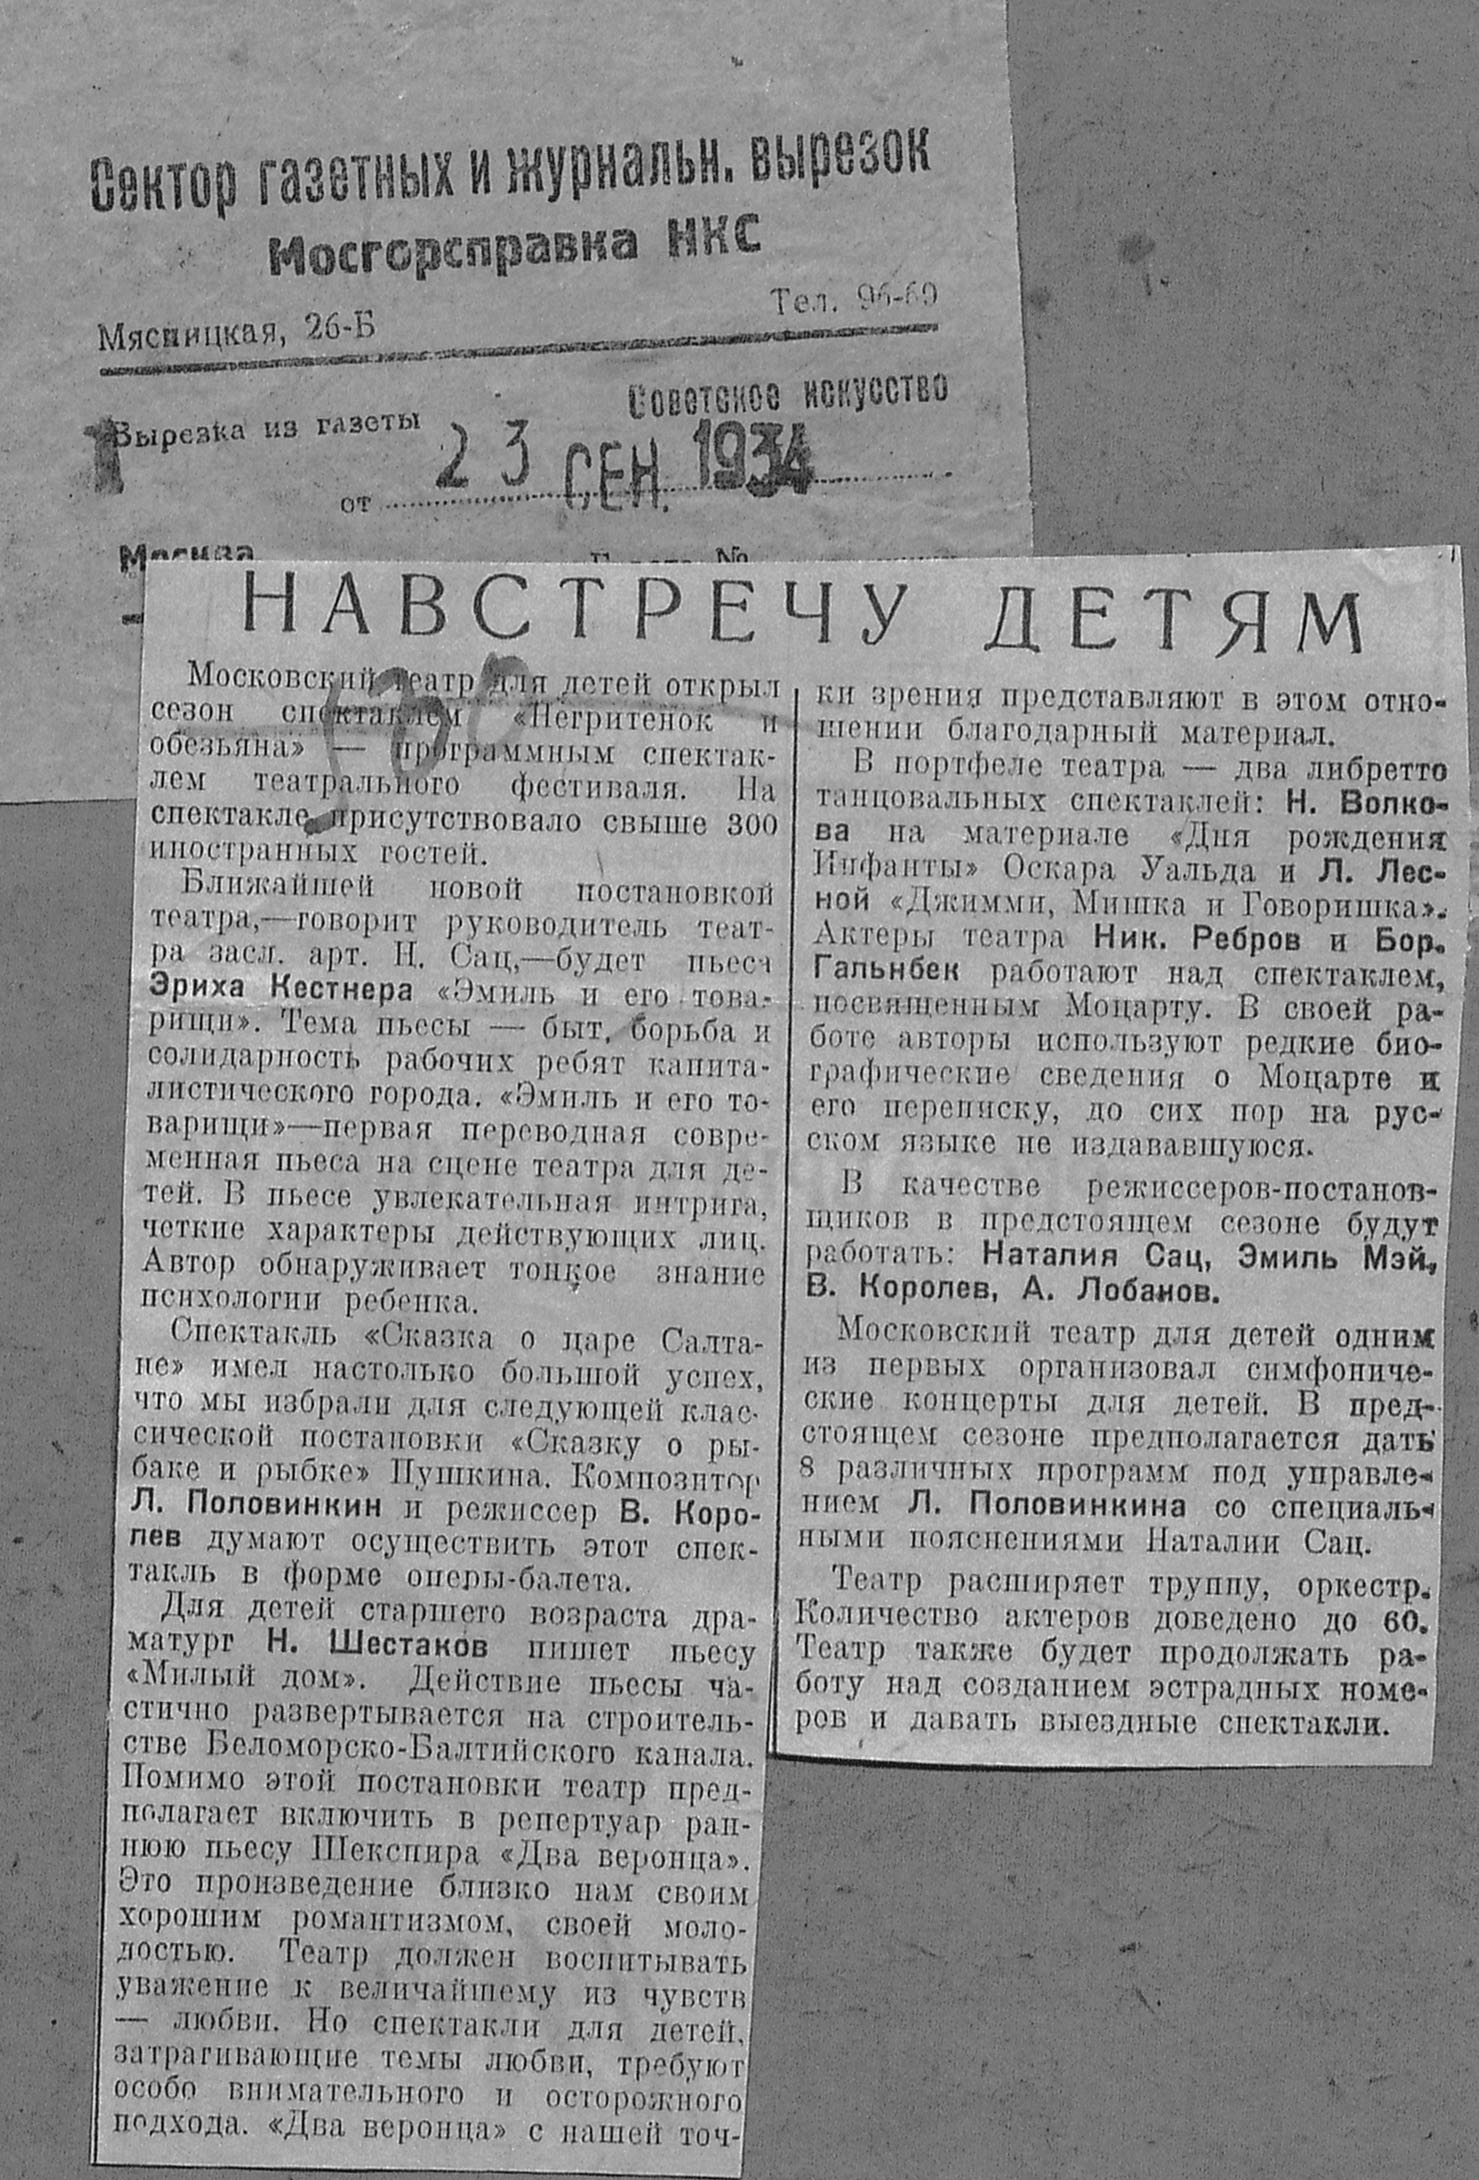 Сектор газетных и журнальн. вырезок
Мосгорсправка НКС
Мясницкая, 26-Б
Тел. 96-69
Советское искусство
Вырезка из газеты
от 23 СЕН. 1934
Москва
№
НАВСТРЕЧУ ДЕТЯМ
Московский театр для детей открыл
сезон спектаклем «Негритенок и
обезьяна» — программным спектак-
лем театрального фестиваля. На
спектакле присутствовало свыше 300
иностранных гостей.
Ближайшей новой постановкой
театра,—говорит руководитель теат-
ра засл. арт. Н. Сац,—будет пьеса
Эриха Кестнера «Эмиль и его това-
рищи». Тема пьесы — быт, борьба и
солидарность рабочих ребят капита-
листического города. «Эмиль и его то-
варищи»—первая переводная совре-
менная пьеса на сцене театра для де-
тей. В пьесе увлекательная интрига,
четкие характеры действующих лиц.
Автор обнаруживает тонкое знание
психологии ребенка.
Спектакль «Сказка о царе Салта-
не» имел настолько большой успех,
что мы избрали для следующей клас-
сической постановки «Сказку о ры-
баке и рыбке» Пушкина. Композитор
Л. Половинкин и режиссер В. Коро-
лев думают осуществить этот спек-
такль в форме оперы-балета.
Для детей старшего возраста дра-
матург Н. Шестаков пишет пьесу
«Милый дом». Действие пьесы ча-
стично развертывается на строитель-
стве Беломорско-Балтийского канала.
Помимо этой постановки театр пред-
полагает включить в репертуар ран-
нюю пьесу Шекспира «Два веронца».
Это произведение близко нам своим
хорошим романтизмом, своей моло-
достью. Театр должен воспитывать
уважение к величайшему из чувств
— любви. Но спектакли для детей,
затрагивающие темы любви, требуют
особо внимательного и осторожного
подхода. «Два веронца» с нашей точ-
ки зрения представляют в этом отно-
шении благодарный материал.
В портфеле театра — два либретто
танцовальных спектаклей: Н. Волко-
ва на материале «Дня рождения
Инфанты» Оскара Уальда и Л. Лес-
ной «Джимми, Мишка и Говоришка».
Актеры театра Ник. Ребров и Бор.
Гальнбек работают над спектаклем,
посвященным Моцарту. В своей ра-
боте авторы используют редкие био-
графические сведения о Моцарте и
его переписку, до сих пор на рус-
ском языке не издававшуюся.
В качестве режиссеров-постанов-
щиков в предстоящем сезоне будут
работать: Наталия Сац, Эмиль Мэй,
В. Королев, А. Лобанов.
Московский театр для детей одним
из первых организовал симфониче-
ские концерты для детей. В пред-
стоящем сезоне предполагается дать
8 различных программ под управле-
нием Л. Половинкина со специаль-
ными пояснениями Наталии Сац.
Театр расширяет труппу, оркестр.
Количество актеров доведено до 60.
Театр также будет продолжать ра-
боту над созданием эстрадных номе-
ров и давать выездные спектакли.